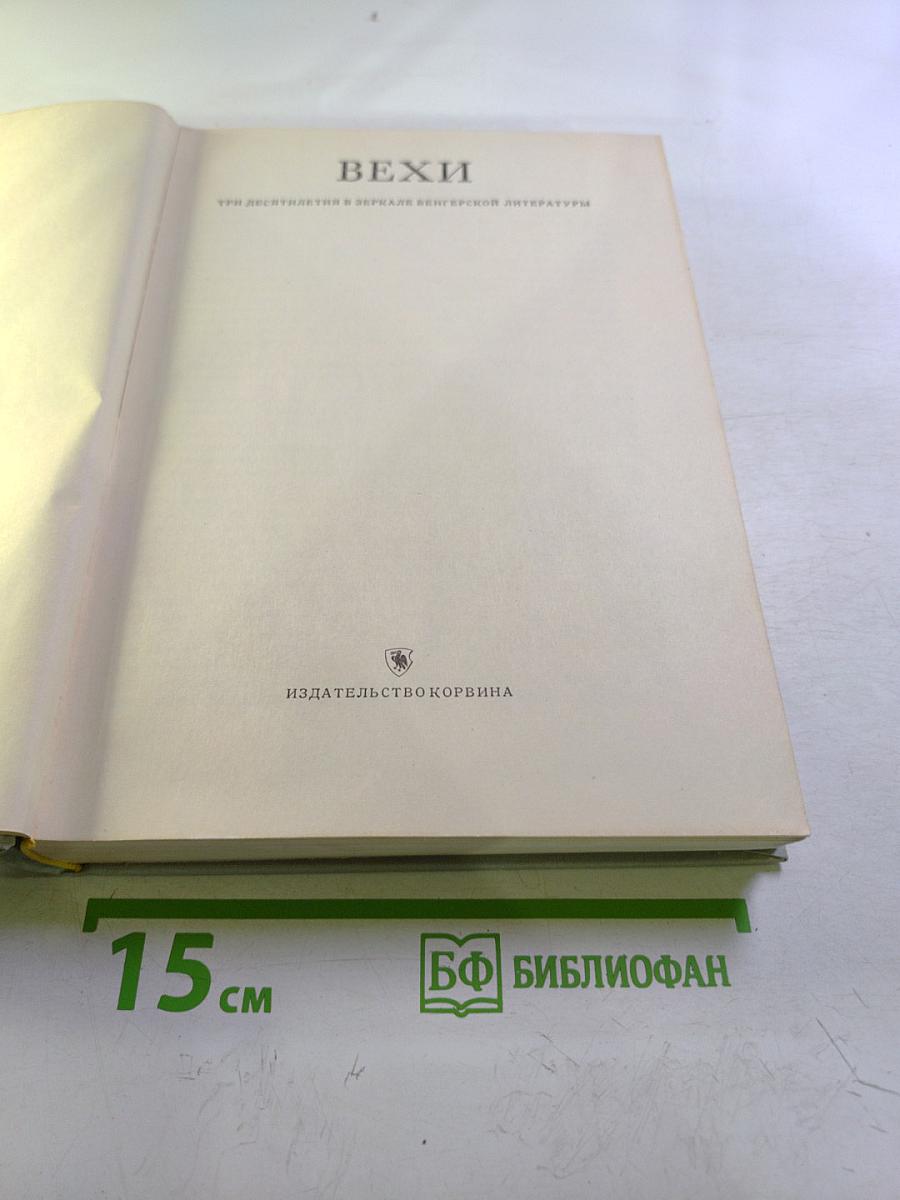 ВЕХИ
ТРИ ДЕСЯТИЛЕТИЯ В ЗЕРКАЛЕ ВЕНГЕРСКОЙ ЛИТЕРАТУРЫ
ИЗДАТЕЛЬСТВО КОРВИНА
15 см
БФ БИБЛИОФАН